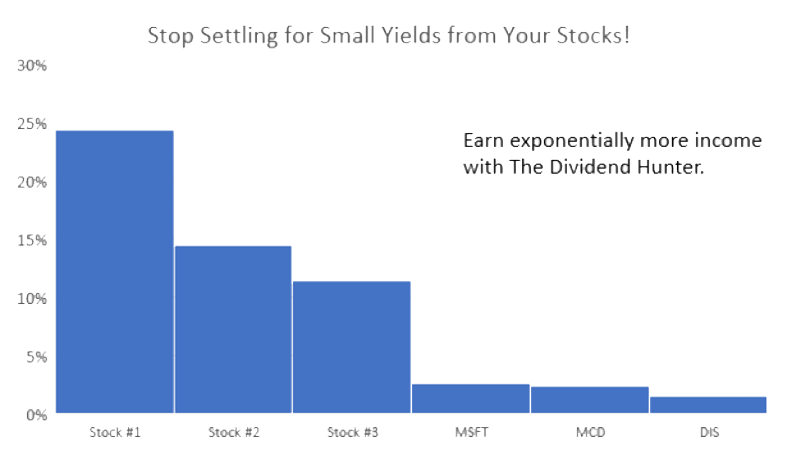 Stop Settling for Small Yields from Your Stocks!
30%
25%
Earn exponentially more income
with The Dividend Hunter.
20%
15%
10%
5%
0%
Stock #1 Stock #2 Stock #3 MSFT MCD DIS